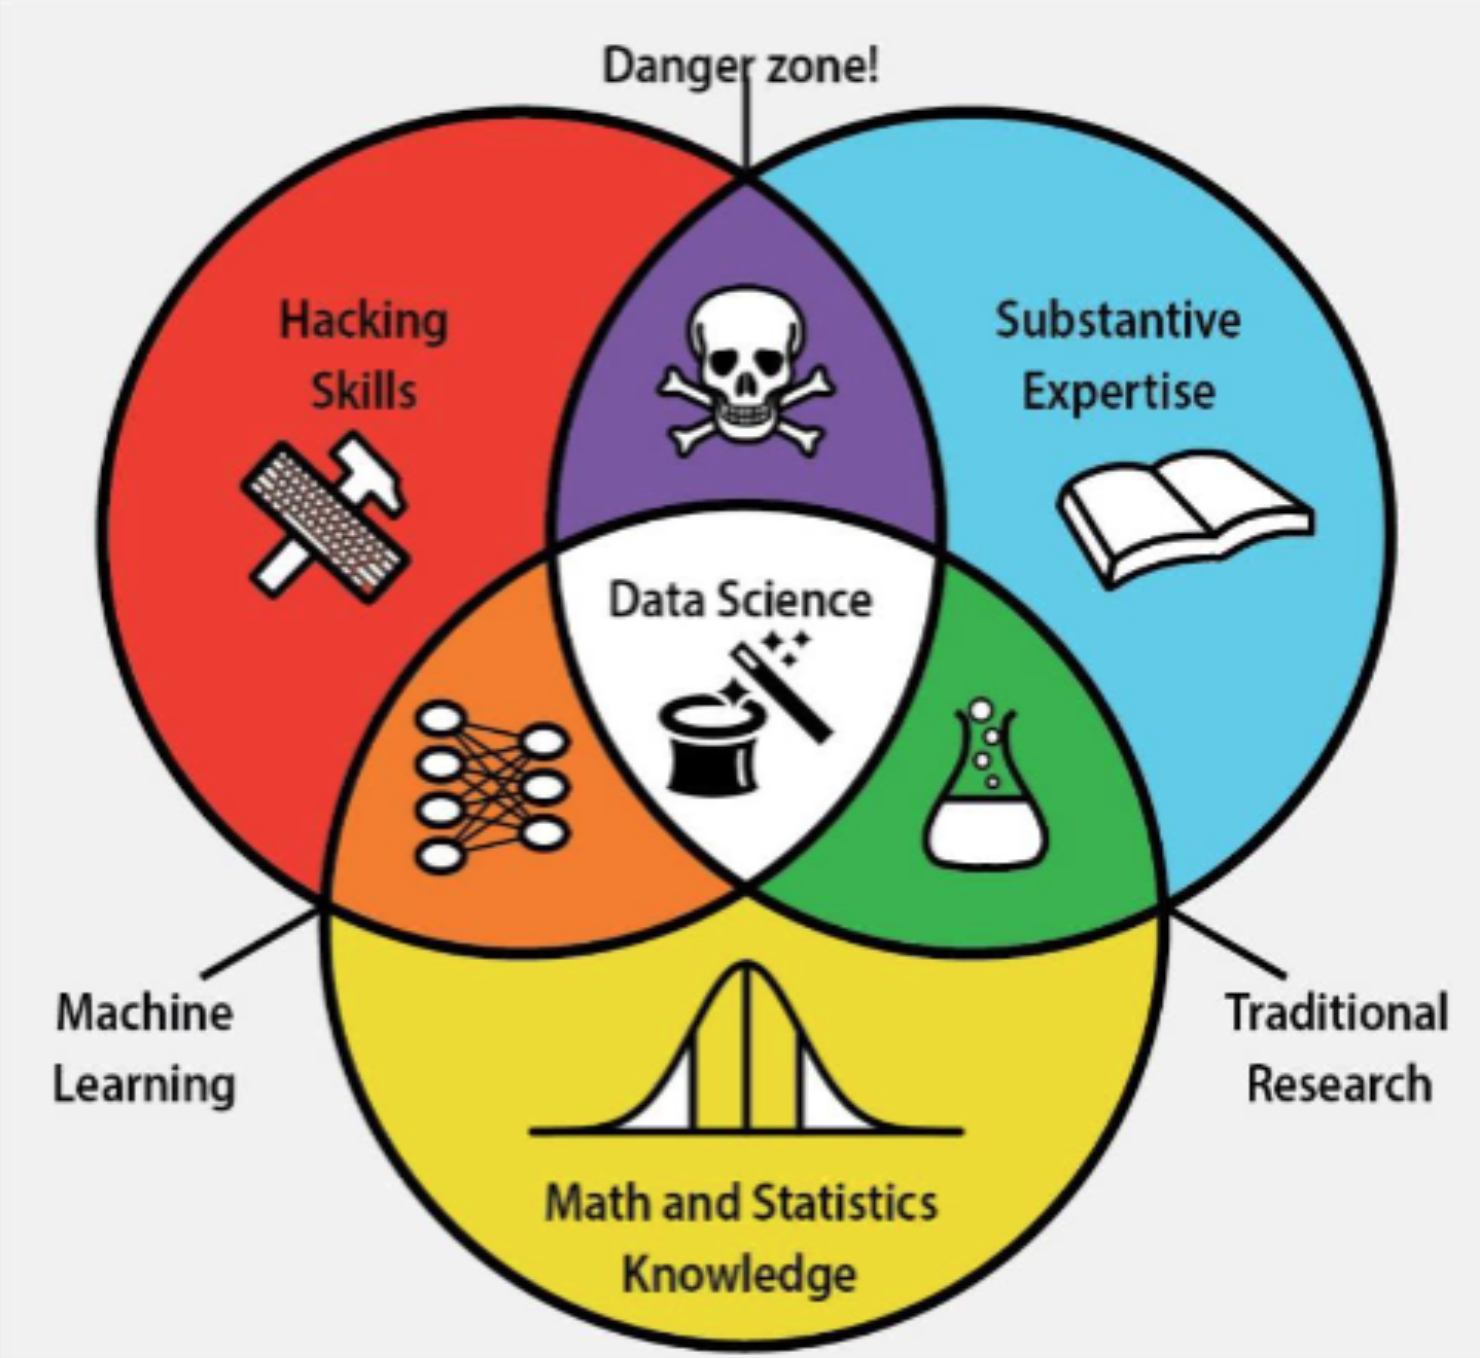 Danger zone!
Hacking
Skills
Substantive
Expertise
Data Science
Machine
Learning
Traditional
Research
Math and Statistics
Knowledge